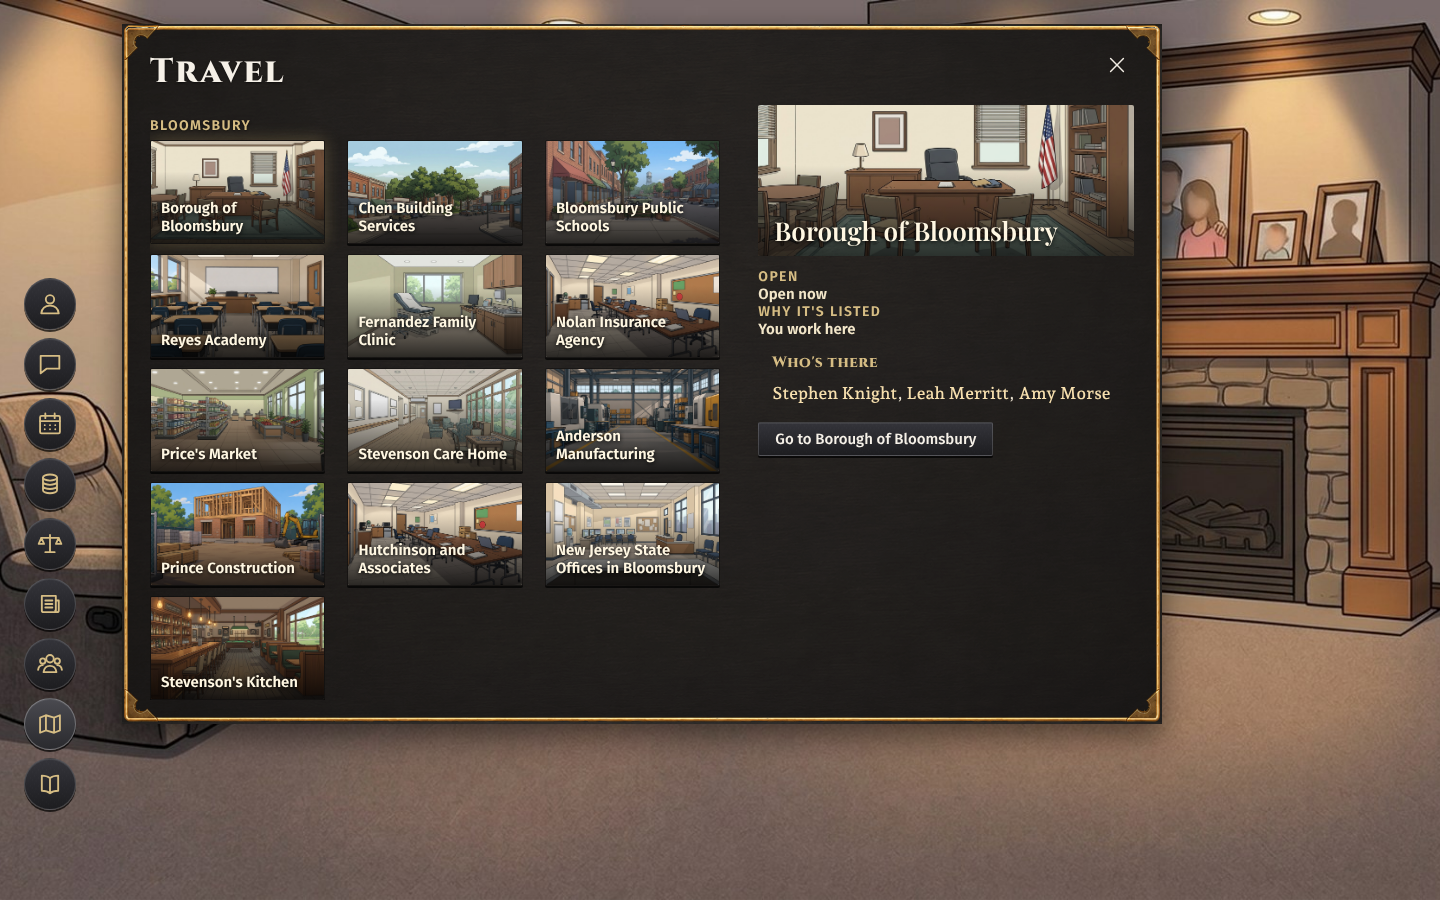 Travel
BLOOMSBURY
Borough of
Bloomsbury
Chen Building
Services
Bloomsbury Public
Schools
Reyes Academy
Fernandez Family
Clinic
Nolan Insurance
Agency
Price's Market
Stevenson Care Home
Anderson
Manufacturing
Prince Construction
Hutchinson and
Associates
New Jersey State
Offices in Bloomsbury
Stevenson's Kitchen
Borough of Bloomsbury
OPEN
Open now
WHY IT'S LISTED
You work here
Who's there
Stephen Knight, Leah Merritt, Amy Morse
Go to Borough of Bloomsbury